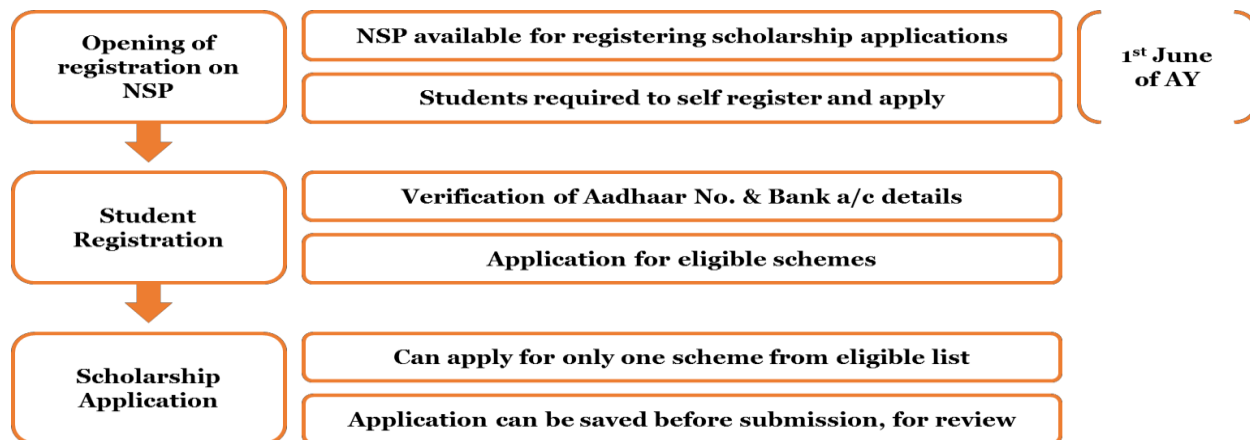 Opening of
registration on
NSP
NSP available for registering scholarship applications
Students required to self register and apply
1st June
of AY
Student
Registration
Verification of Aadhaar No. & Bank a/c details
Application for eligible schemes
Scholarship
Application
Can apply for only one scheme from eligible list
Application can be saved before submission, for review